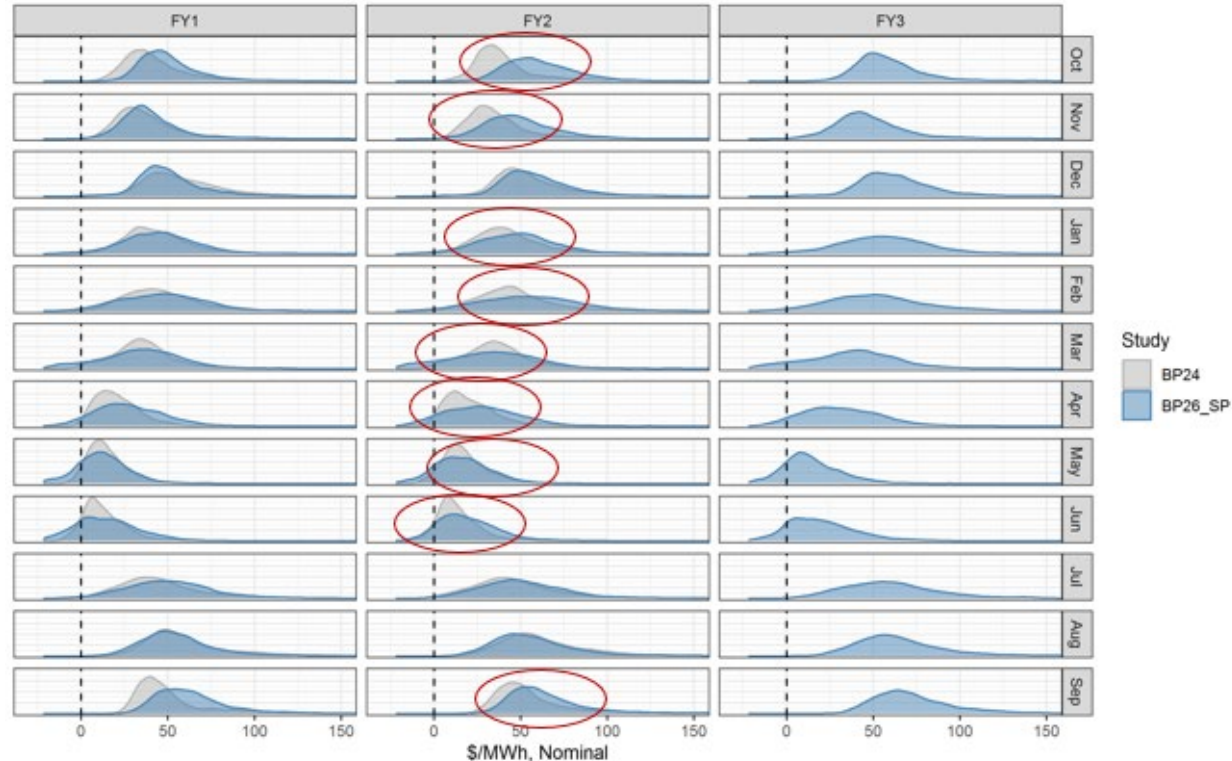 FY1 FY2 FY3
Oct
Nov
Dec
Jan
Feb
Mar
Apr
May
Jun
Jul
Aug
Sep
0 50 100 150 0 50 100 150 0 50 100 150
$/MWh, Nominal
Study
BP24
BP26_SP